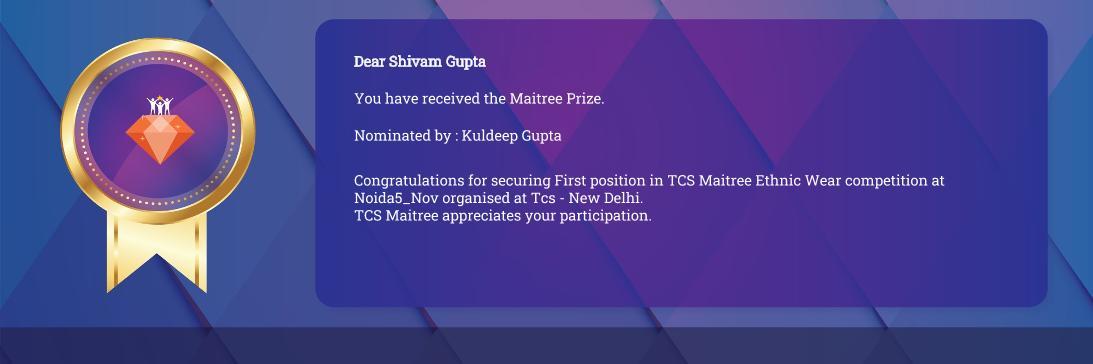 Dear Shivam Gupta
You have received the Maitree Prize.
Nominated by : Kuldeep Gupta
Congratulations for securing First position in TCS Maitree Ethnic Wear competition at
Noida5_Nov organised at Tcs - New Delhi.
TCS Maitree appreciates your participation.